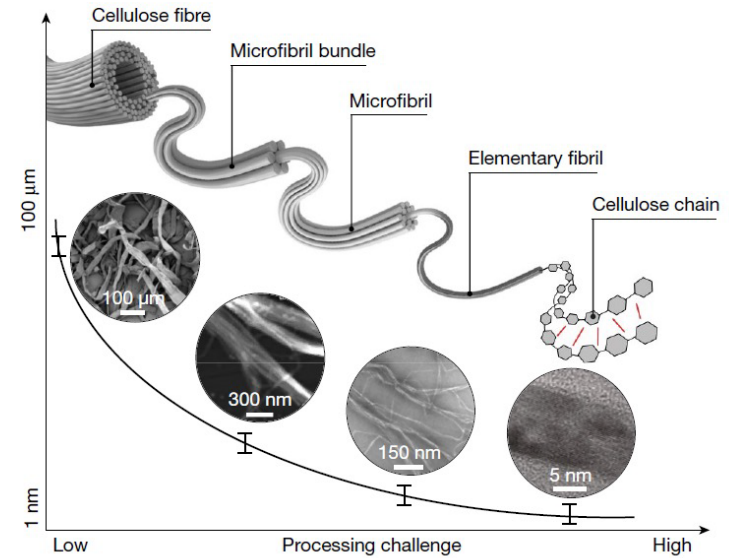 Cellulose fibre
Microfibril bundle
Microfibril
Elementary fibril
Cellulose chain
100 μm
100 μm
300 nm
150 nm
5 nm
1 nm
Low
Processing challenge
High